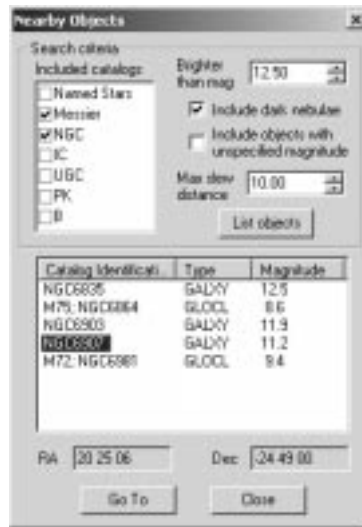 Nearby Objects
Search criteria
Included catalogs
Named Stars
Messier
NGC
IC
UGC
PK
B
Brighter than mag 12.50
Include dark nebulae
Include objects with unspecified magnitude
Max slew distance 10.00
List objects
Catalog Identificati... Type Magnitude
NGC6835 GALXY 12.5
M75; NGC6864 GLOCL 8.6
NGC6903 GALXY 11.9
NGC6907 GALXY 11.2
M72; NGC6981 GLOCL 9.4
RA 20 25 06 Dec -24 49 00
Go To Close